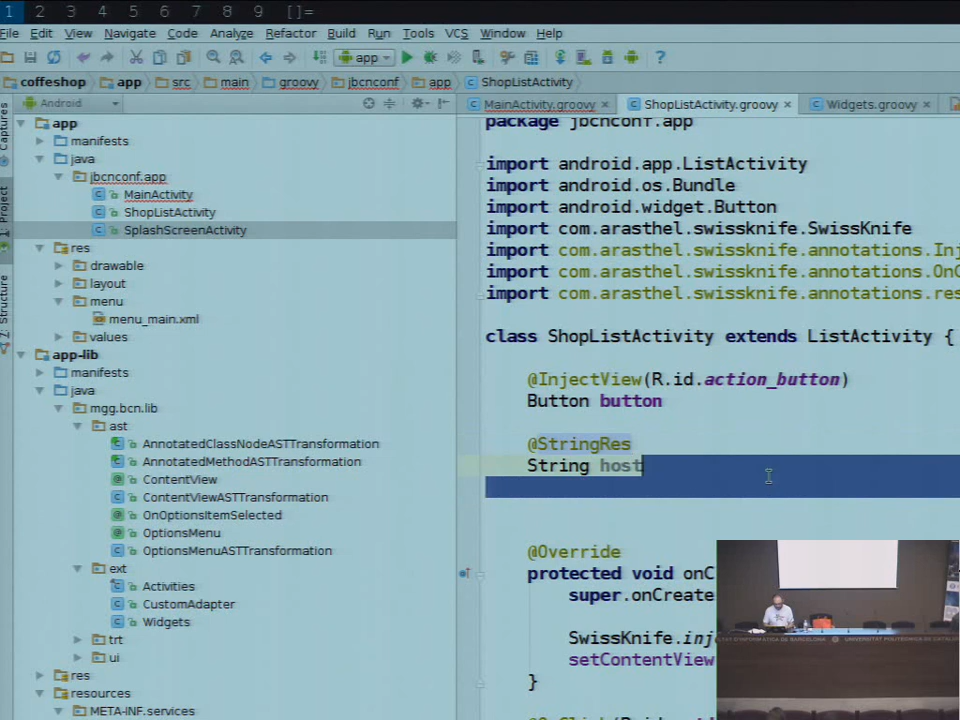 1 2 3 4 5 6 7 8 9 []=
File Edit View Navigate Code Analyze Refactor Build Run Tools VCS Window Help
app
coffeshop app src main groovy jbcnconf app ShopListActivity
Android
MainActivity.groovy × ShopListActivity.groovy × Widgets.groovy ×
Captures
1: Project
7: Structure
app
manifests
java
jbcnconf.app
MainActivity
ShopListActivity
SplashScreenActivity
res
drawable
layout
menu
menu_main.xml
values
app-lib
manifests
java
mgg.bcn.lib
ast
AnnotatedClassNodeASTTransformation
AnnotatedMethodASTTransformation
ContentView
ContentViewASTTransformation
OnOptionsItemSelected
OptionsMenu
OptionsMenuASTTransformation
ext
Activities
CustomAdapter
Widgets
trt
ui
res
resources
META-INF.services
package jbcnconf.app
import android.app.ListActivity
import android.os.Bundle
import android.widget.Button
import com.arasthel.swissknife.SwissKnife
import com.arasthel.swissknife.annotations.Inj
import com.arasthel.swissknife.annotations.OnC
import com.arasthel.swissknife.annotations.res
class ShopListActivity extends ListActivity {
@InjectView(R.id.action_button)
Button button
@StringRes
String host
@Override
protected void onC
super.onCreate
SwissKnife.inj
setContentView
}